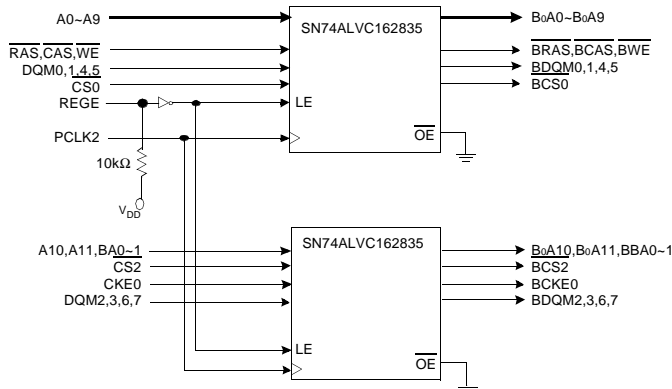 A0~A9
SN74ALVC162835
B0A0~B0A9
RAS,CAS,WE
BRAS,BCAS,BWE
DQM0,1,4,5
BDQM0,1,4,5
CS0
BCS0
REGE
LE
PCLK2
OE
10kΩ
VDD
SN74ALVC162835
A10,A11,BA0~1
B0A10,B0A11,BBA0~1
CS2
BCS2
CKE0
BCKE0
DQM2,3,6,7
BDQM2,3,6,7
LE
OE